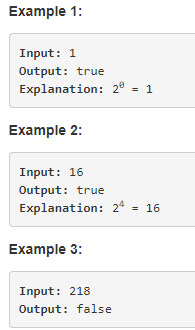 Example 1:
Input: 1
Output: true
Explanation: 2⁰ = 1
Example 2:
Input: 16
Output: true
Explanation: 2⁴ = 16
Example 3:
Input: 218
Output: false